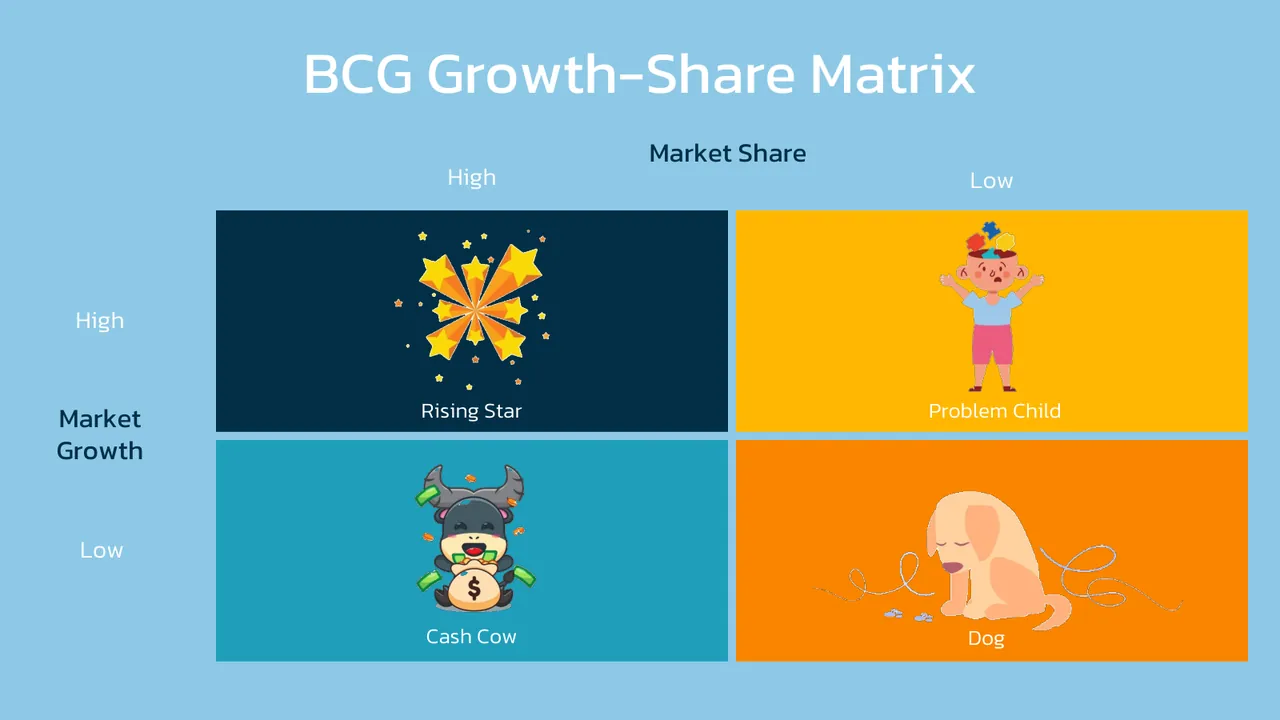 BCG Growth-Share Matrix
Market Share
High
Low
High
Market
Growth
Low
Rising Star
Problem Child
$
Cash Cow
Dog